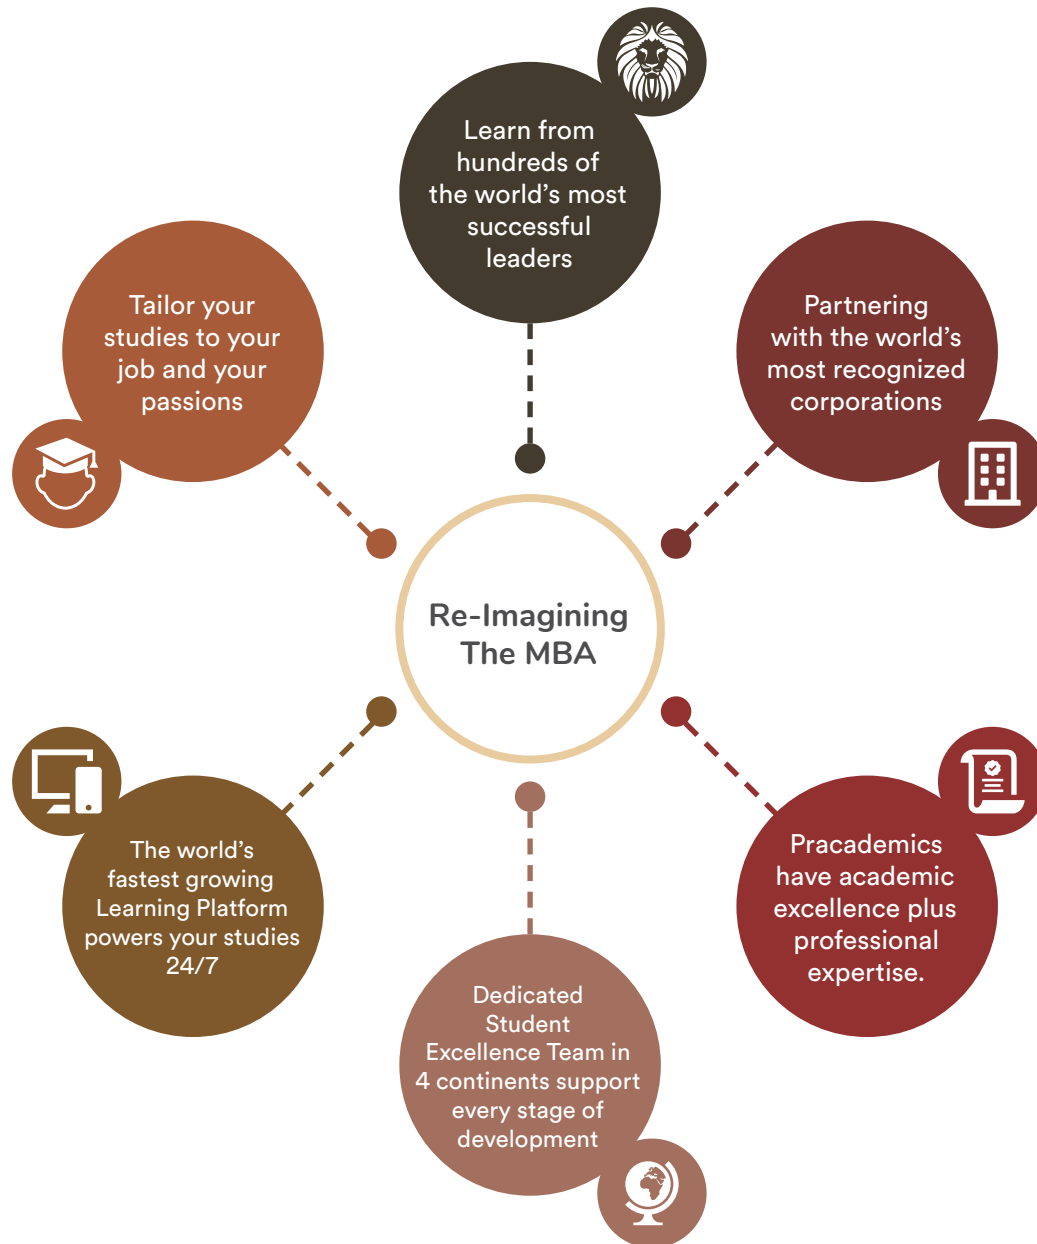 Learn from
hundreds of
the world's most
successful
leaders
Tailor your
studies to your
job and your
passions
Partnering
with the world's
most recognized
corporations
Re-Imagining
The MBA
The world's
fastest growing
Learning Platform
powers your studies
24/7
Pracademics
have academic
excellence plus
professional
expertise.
Dedicated
Student
Excellence Team in
4 continents support
every stage of
development